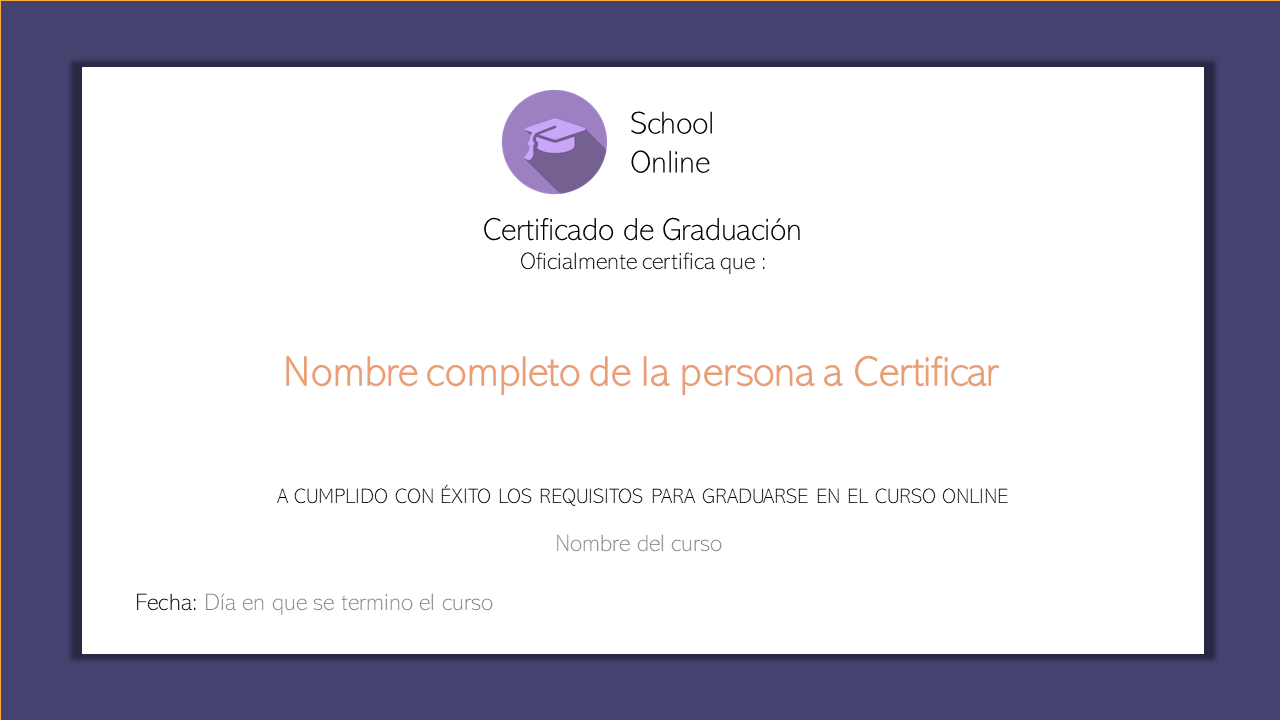 School
Online
Certificado de Graduación
Oficialmente certifica que :
Nombre completo de la persona a Certificar
A CUMPLIDO CON ÉXITO LOS REQUISITOS PARA GRADUARSE EN EL CURSO ONLINE
Nombre del curso
Fecha: Día en que se termino el curso